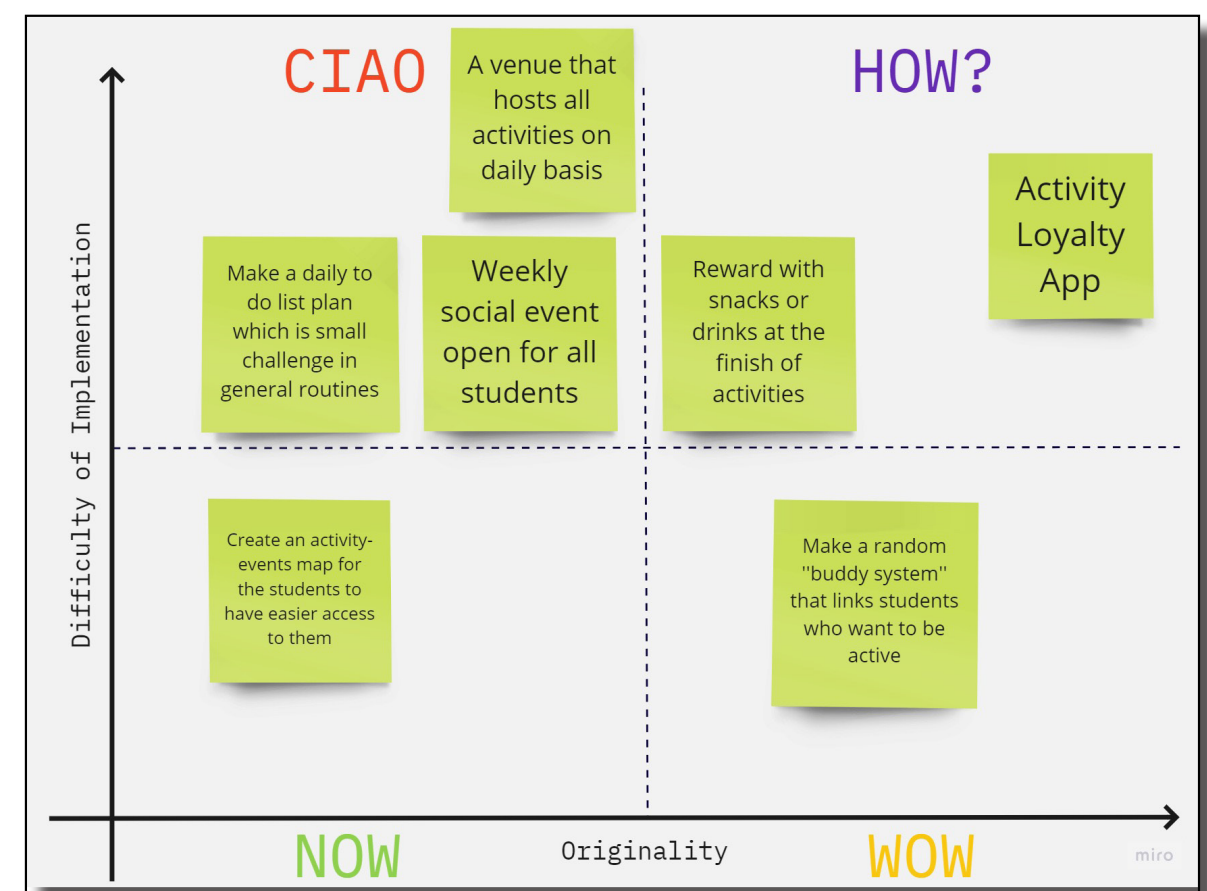 CIAO
HOW?
A venue that
hosts all
activities on
daily basis
Activity
Loyalty
App
Make a daily to
do list plan
which is small
challenge in
general routines
Weekly
social event
open for all
students
Reward with
snacks or
drinks at the
finish of
activities
Difficulty of Implementation
Create an activity-
events map for
the students to
have easier access
to them
Make a random
"buddy system"
that links students
who want to be
active
NOW
Originality
WOW
miro